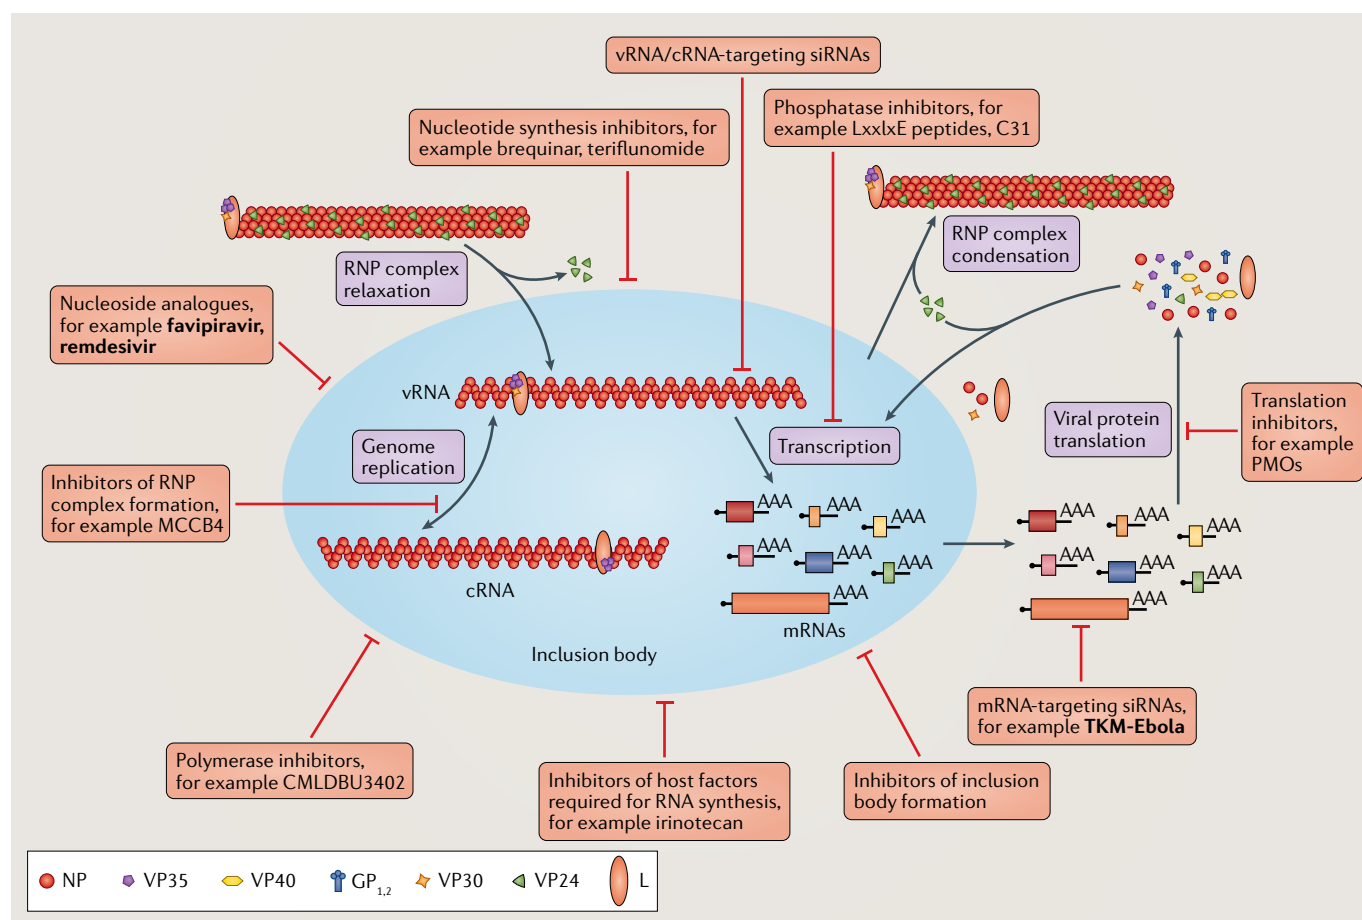 vRNA/cRNA-targeting siRNAs
Phosphatase inhibitors, for
example LxxIxE peptides, C31
Nucleotide synthesis inhibitors, for
example brequinar, teriflunomide
RNP complex
relaxation
RNP complex
condensation
Nucleoside analogues,
for example favipiravir,
remdesivir
vRNA
Genome
replication
Transcription
Viral protein
translation
Translation
inhibitors,
for example
PMOs
Inhibitors of RNP
complex formation,
for example MCCB4
cRNA
AAA
AAA
AAA
AAA
AAA
AAA
AAA
mRNAs
AAA
AAA
AAA
AAA
AAA
AAA
AAA
Inclusion body
mRNA-targeting siRNAs,
for example TKM-Ebola
Polymerase inhibitors,
for example CMLDBU3402
Inhibitors of host factors
required for RNA synthesis,
for example irinotecan
Inhibitors of inclusion
body formation
NP VP35 VP40 GP1,2 VP30 VP24 L